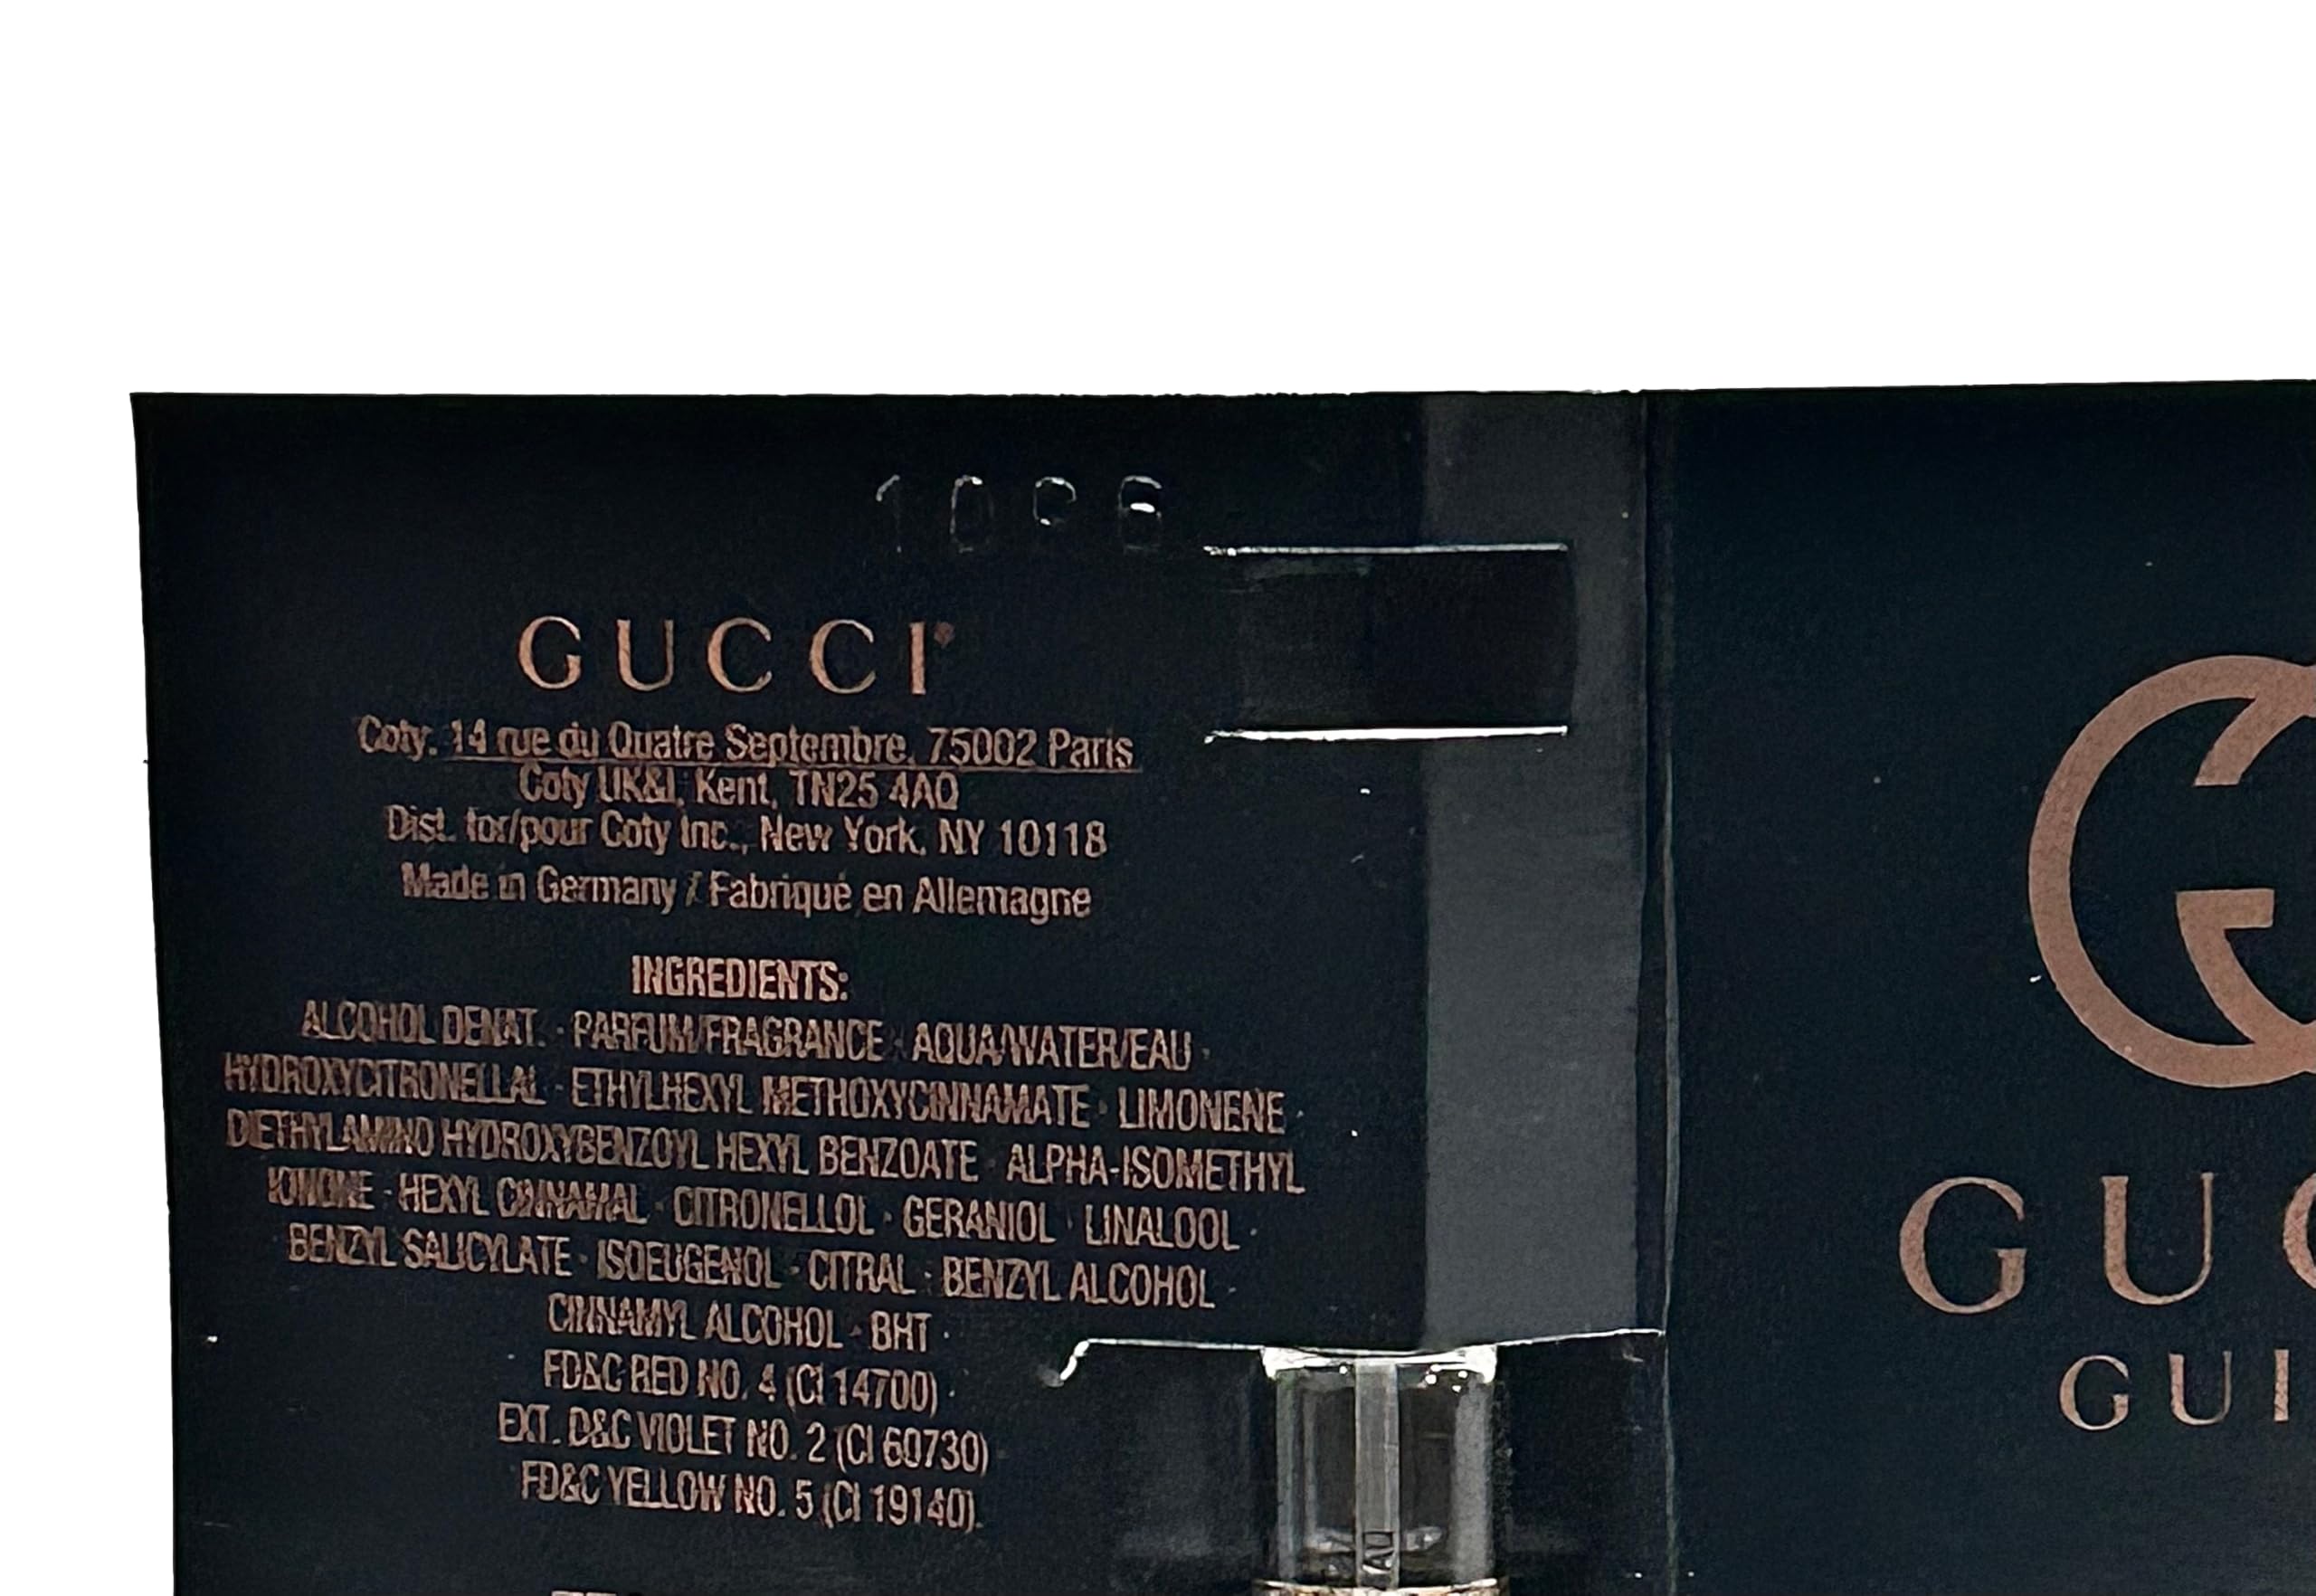 GUCCI®
Coty. 14 rue du Quatre Septembre, 75002 Paris
Coty UK&I, Kent, TN25 4AQ
Dist. for/pour Coty Inc., New York, NY 10118
Made in Germany / Fabriqué en Allemagne
INGREDIENTS:
ALCOHOL DENAT. · PARFUM/FRAGRANCE · AQUA/WATER/EAU ·
HYDROXYCITRONELLAL · ETHYLHEXYL METHOXYCINNAMATE · LIMONENE ·
DIETHYLAMINO HYDROXYBENZOYL HEXYL BENZOATE · ALPHA-ISOMETHYL
IONONE · HEXYL CINNAMAL · CITRONELLOL · GERANIOL · LINALOOL ·
BENZYL SALICYLATE · ISOEUGENOL · CITRAL · BENZYL ALCOHOL ·
CINNAMYL ALCOHOL · BHT ·
FD&C RED NO. 4 (CI 14700) ·
EXT. D&C VIOLET NO. 2 (CI 60730)
FD&C YELLOW NO. 5 (CI 19140).
GUC
GUI